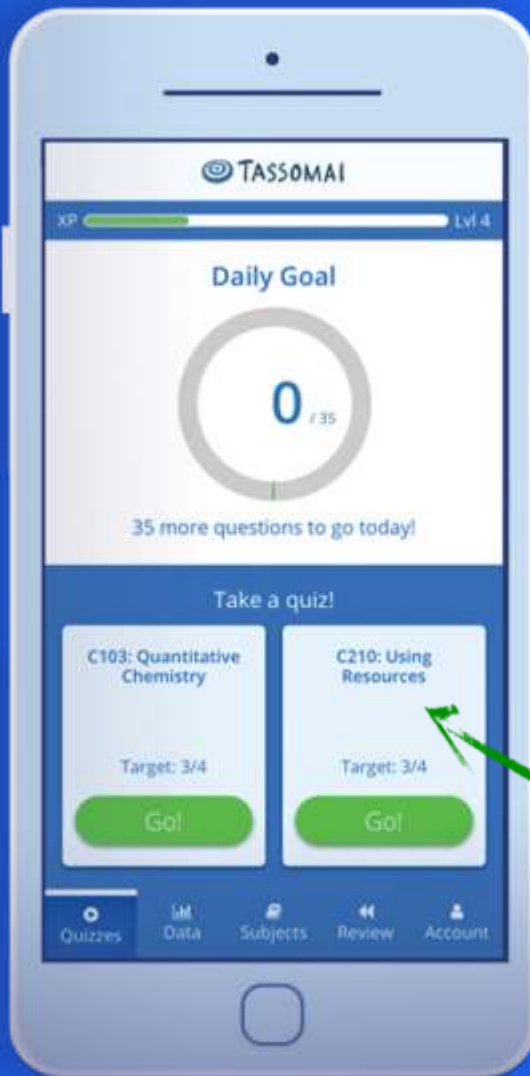 TASSOMAI
XP Lvl 4
Daily Goal
0 / 35
35 more questions to go today!
Take a quiz!
C103: Quantitative
Chemistry
Target: 3/4
Go!
C210: Using
Resources
Target: 3/4
Go!
Quizzes Data Subjects Review Account